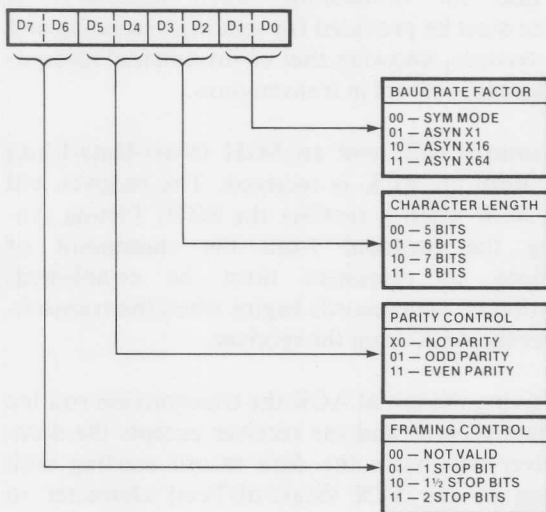 D7 D6 D5 D4 D3 D2 D1 D0
BAUD RATE FACTOR
00 — SYM MODE
01 — ASYN X1
10 — ASYN X16
11 — ASYN X64
CHARACTER LENGTH
00 — 5 BITS
01 — 6 BITS
10 — 7 BITS
11 — 8 BITS
PARITY CONTROL
X0 — NO PARITY
01 — ODD PARITY
11 — EVEN PARITY
FRAMING CONTROL
00 — NOT VALID
01 — 1 STOP BIT
10 — 1½ STOP BITS
11 — 2 STOP BITS